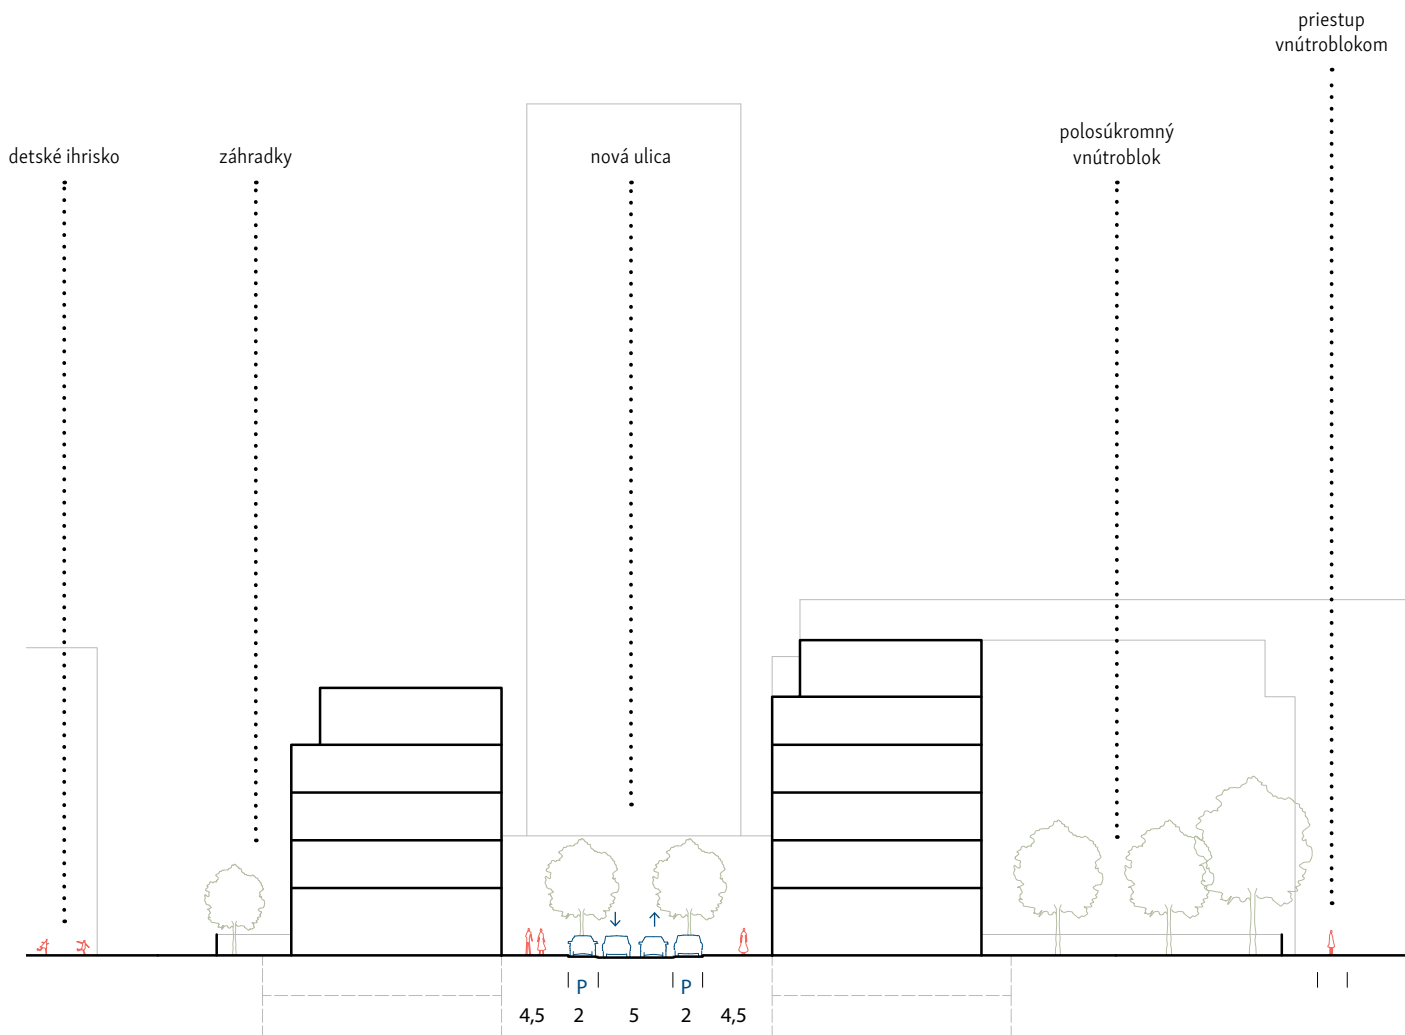 priestup
vnútroblokom
polosúkromný
vnútroblok
detské ihrisko
záhradky
nová ulica
P
P
4,5
2
5
2
4,5